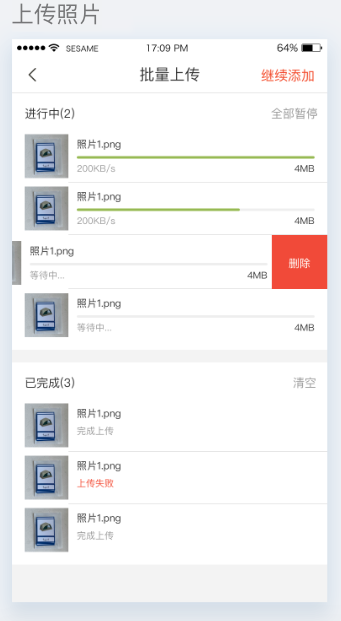 上传照片
SESAME 17:09 PM 64%
批量上传 继续添加
进行中(2) 全部暂停
照片1.png
200KB/s 4MB
照片1.png
200KB/s 4MB
照片1.png
等待中... 4MB
删除
照片1.png
等待中... 4MB
已完成(3) 清空
照片1.png
完成上传
照片1.png
上传失败
照片1.png
完成上传